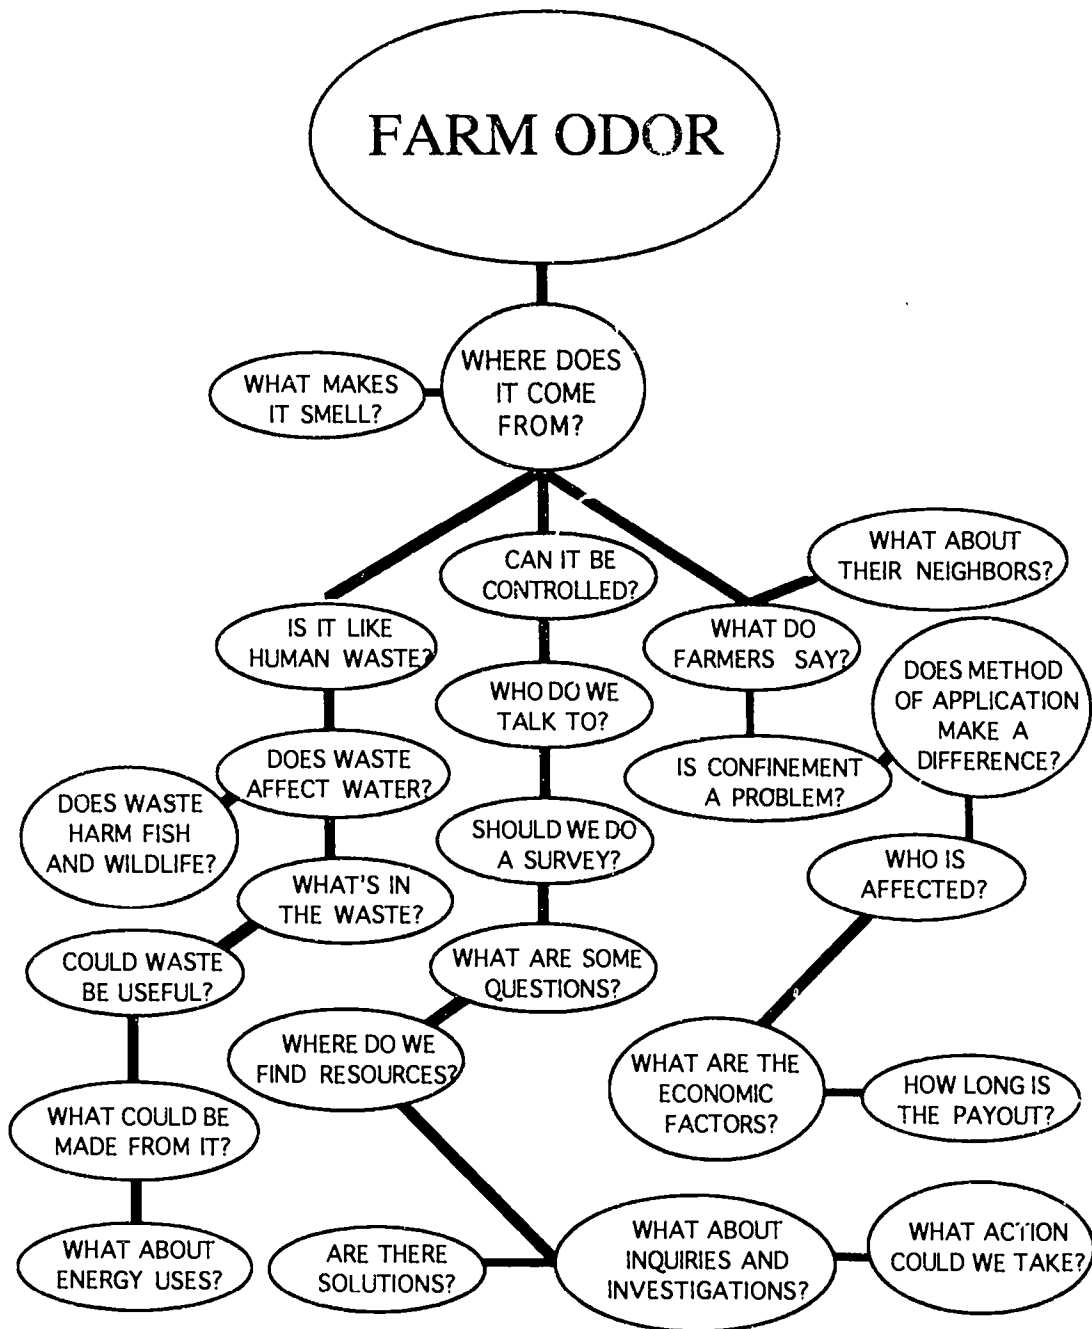 FARM ODOR
WHERE DOES
IT COME
FROM?
WHAT MAKES
IT SMELL?
CAN IT BE
CONTROLLED?
WHAT ABOUT
THEIR NEIGHBORS?
IS IT LIKE
HUMAN WASTE?
WHAT DO
FARMERS SAY?
DOES METHOD
OF APPLICATION
MAKE A
DIFFERENCE?
WHO DO WE
TALK TO?
DOES WASTE
AFFECT WATER?
IS CONFINEMENT
A PROBLEM?
DOES WASTE
HARM FISH
AND WILDLIFE?
SHOULD WE DO
A SURVEY?
WHO IS
AFFECTED?
WHAT'S IN
THE WASTE?
COULD WASTE
BE USEFUL?
WHAT ARE SOME
QUESTIONS?
WHERE DO WE
FIND RESOURCES?
WHAT ARE THE
ECONOMIC
FACTORS?
HOW LONG IS
THE PAYOUT?
WHAT COULD BE
MADE FROM IT?
WHAT ABOUT
ENERGY USES?
ARE THERE
SOLUTIONS?
WHAT ABOUT
INQUIRIES AND
INVESTIGATIONS?
WHAT ACTION
COULD WE TAKE?